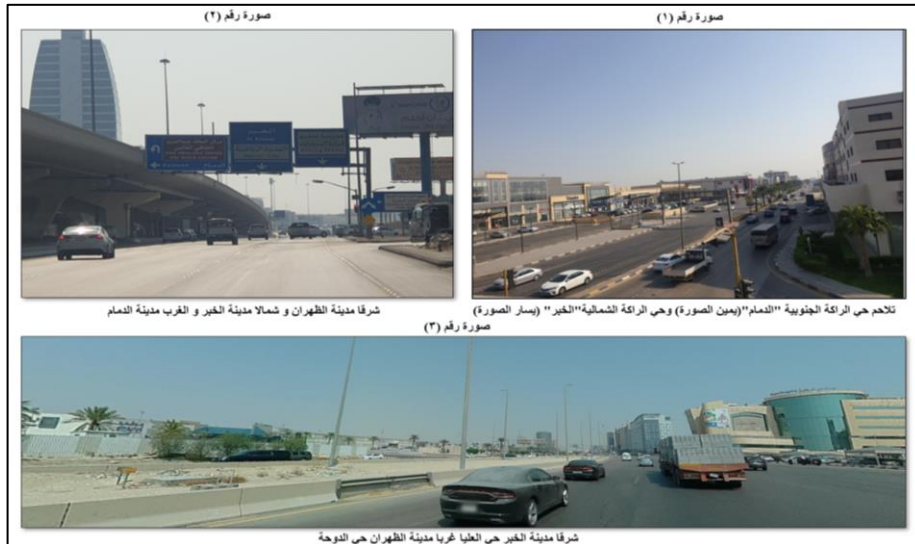 صورة رقم (١)
صورة رقم (٢)
تلاحم حي الراكة الجنوبية "الدمام"(يمين الصورة) وحي الراكة الشمالية"الخبر" (يسار الصورة)
شرقا مدينة الظهران و شمالا مدينة الخبر و الغرب مدينة الدمام
صورة رقم (٣)
شرقا مدينة الخبر حي العليا غربا مدينة الظهران حي الدوحة